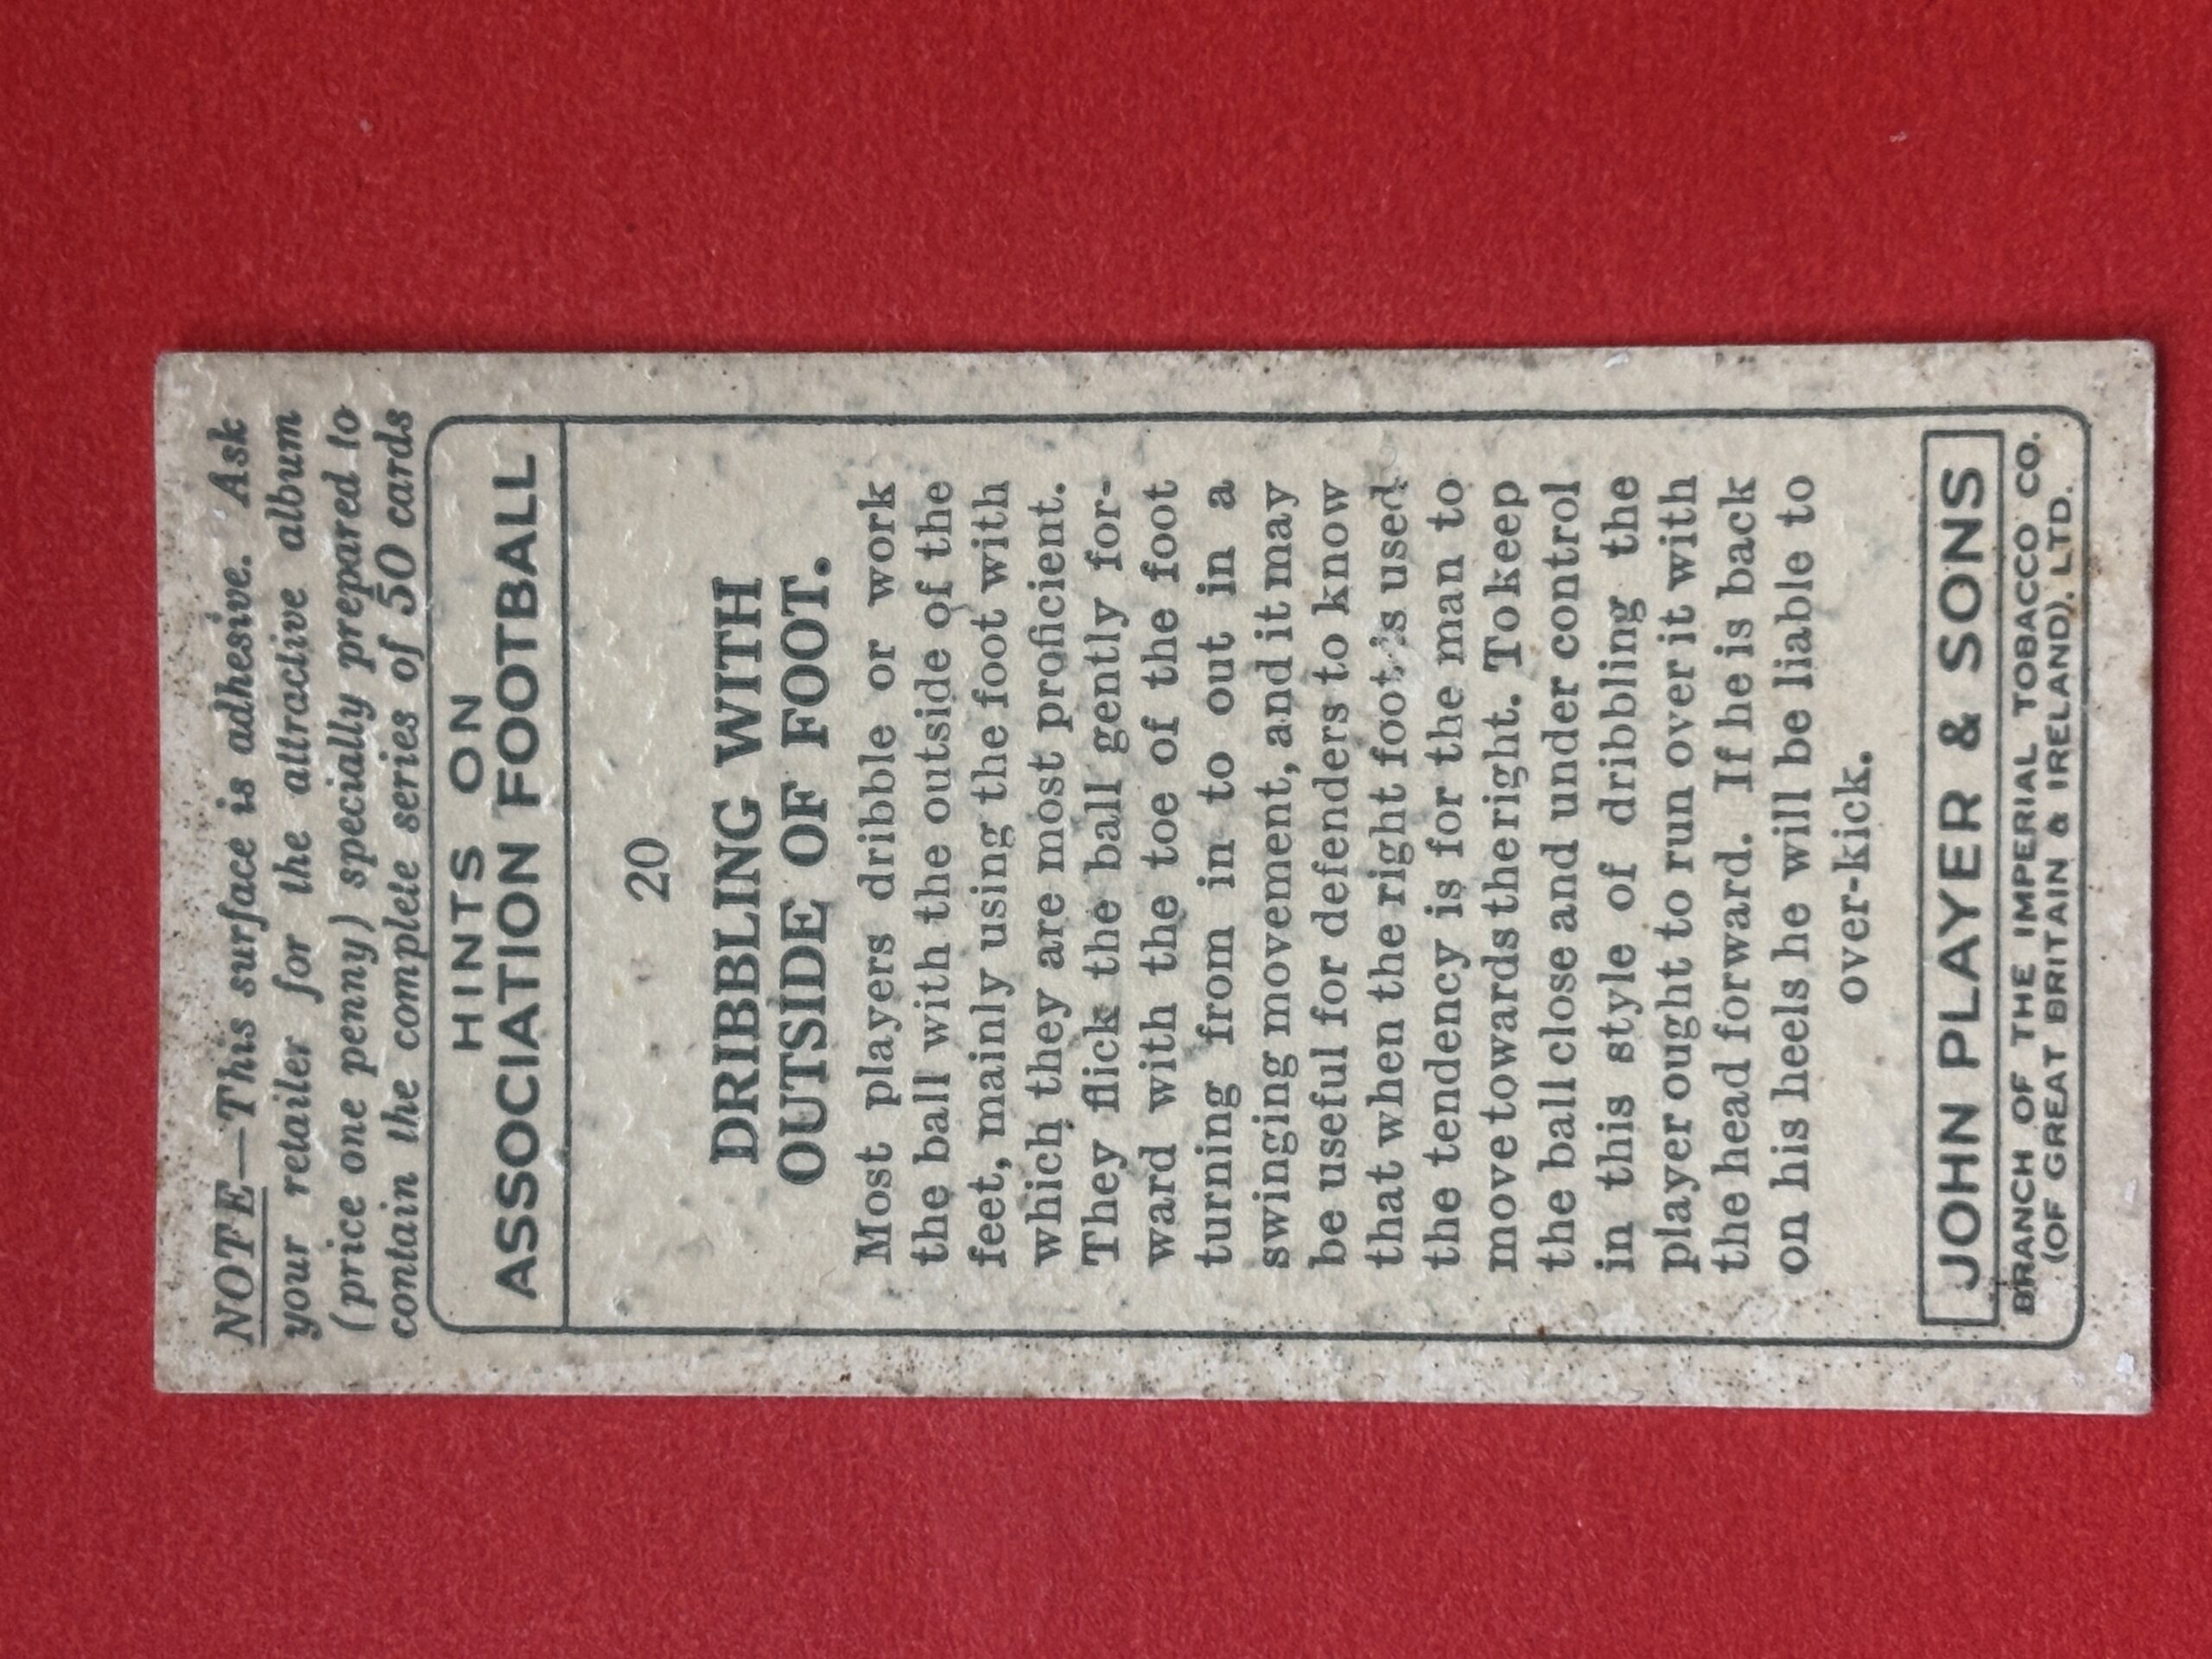 NOTE—This surface is adhesive. Ask
your retailer for the attractive album
(price one penny) specially prepared to
contain the complete series of 50 cards
HINTS ON
ASSOCIATION FOOTBALL
20
DRIBBLING WITH
OUTSIDE OF FOOT.
Most players dribble or work
the ball with the outside of the
feet, mainly using the foot with
which they are most proficient.
They flick the ball gently for-
ward with the toe of the foot
turning from in to out in a
swinging movement, and it may
be useful for defenders to know
that when the right foot is used
the tendency is for the man to
move towards the right. To keep
the ball close and under control
in this style of dribbling the
player ought to run over it with
the head forward. If he is back
on his heels he will be liable to
over-kick.
JOHN PLAYER & SONS
BRANCH OF THE IMPERIAL TOBACCO CO.
(OF GREAT BRITAIN & IRELAND), LTD.